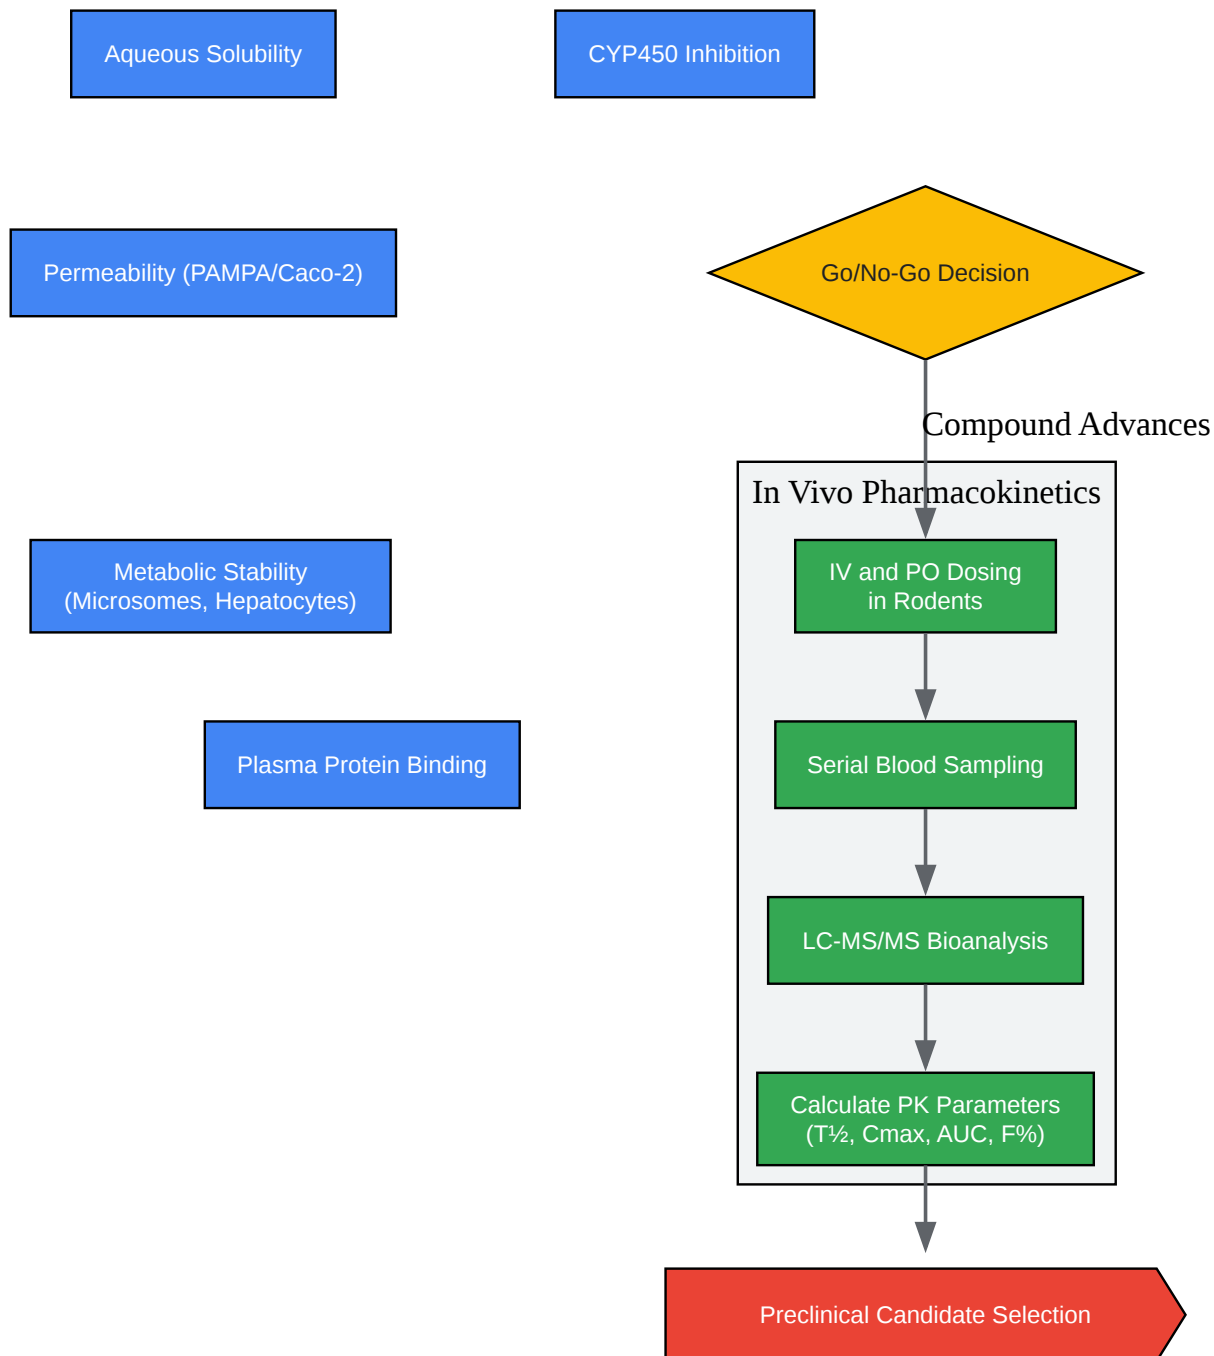 Aqueous Solubility
CYP450 Inhibition
Permeability (PAMPA/Caco-2)
Go/No-Go Decision
Compound Advances
In Vivo Pharmacokinetics
Metabolic Stability
(Microsomes, Hepatocytes)
IV and PO Dosing
in Rodents
Plasma Protein Binding
Serial Blood Sampling
LC-MS/MS Bioanalysis
Calculate PK Parameters
(T½, Cmax, AUC, F%)
Preclinical Candidate Selection